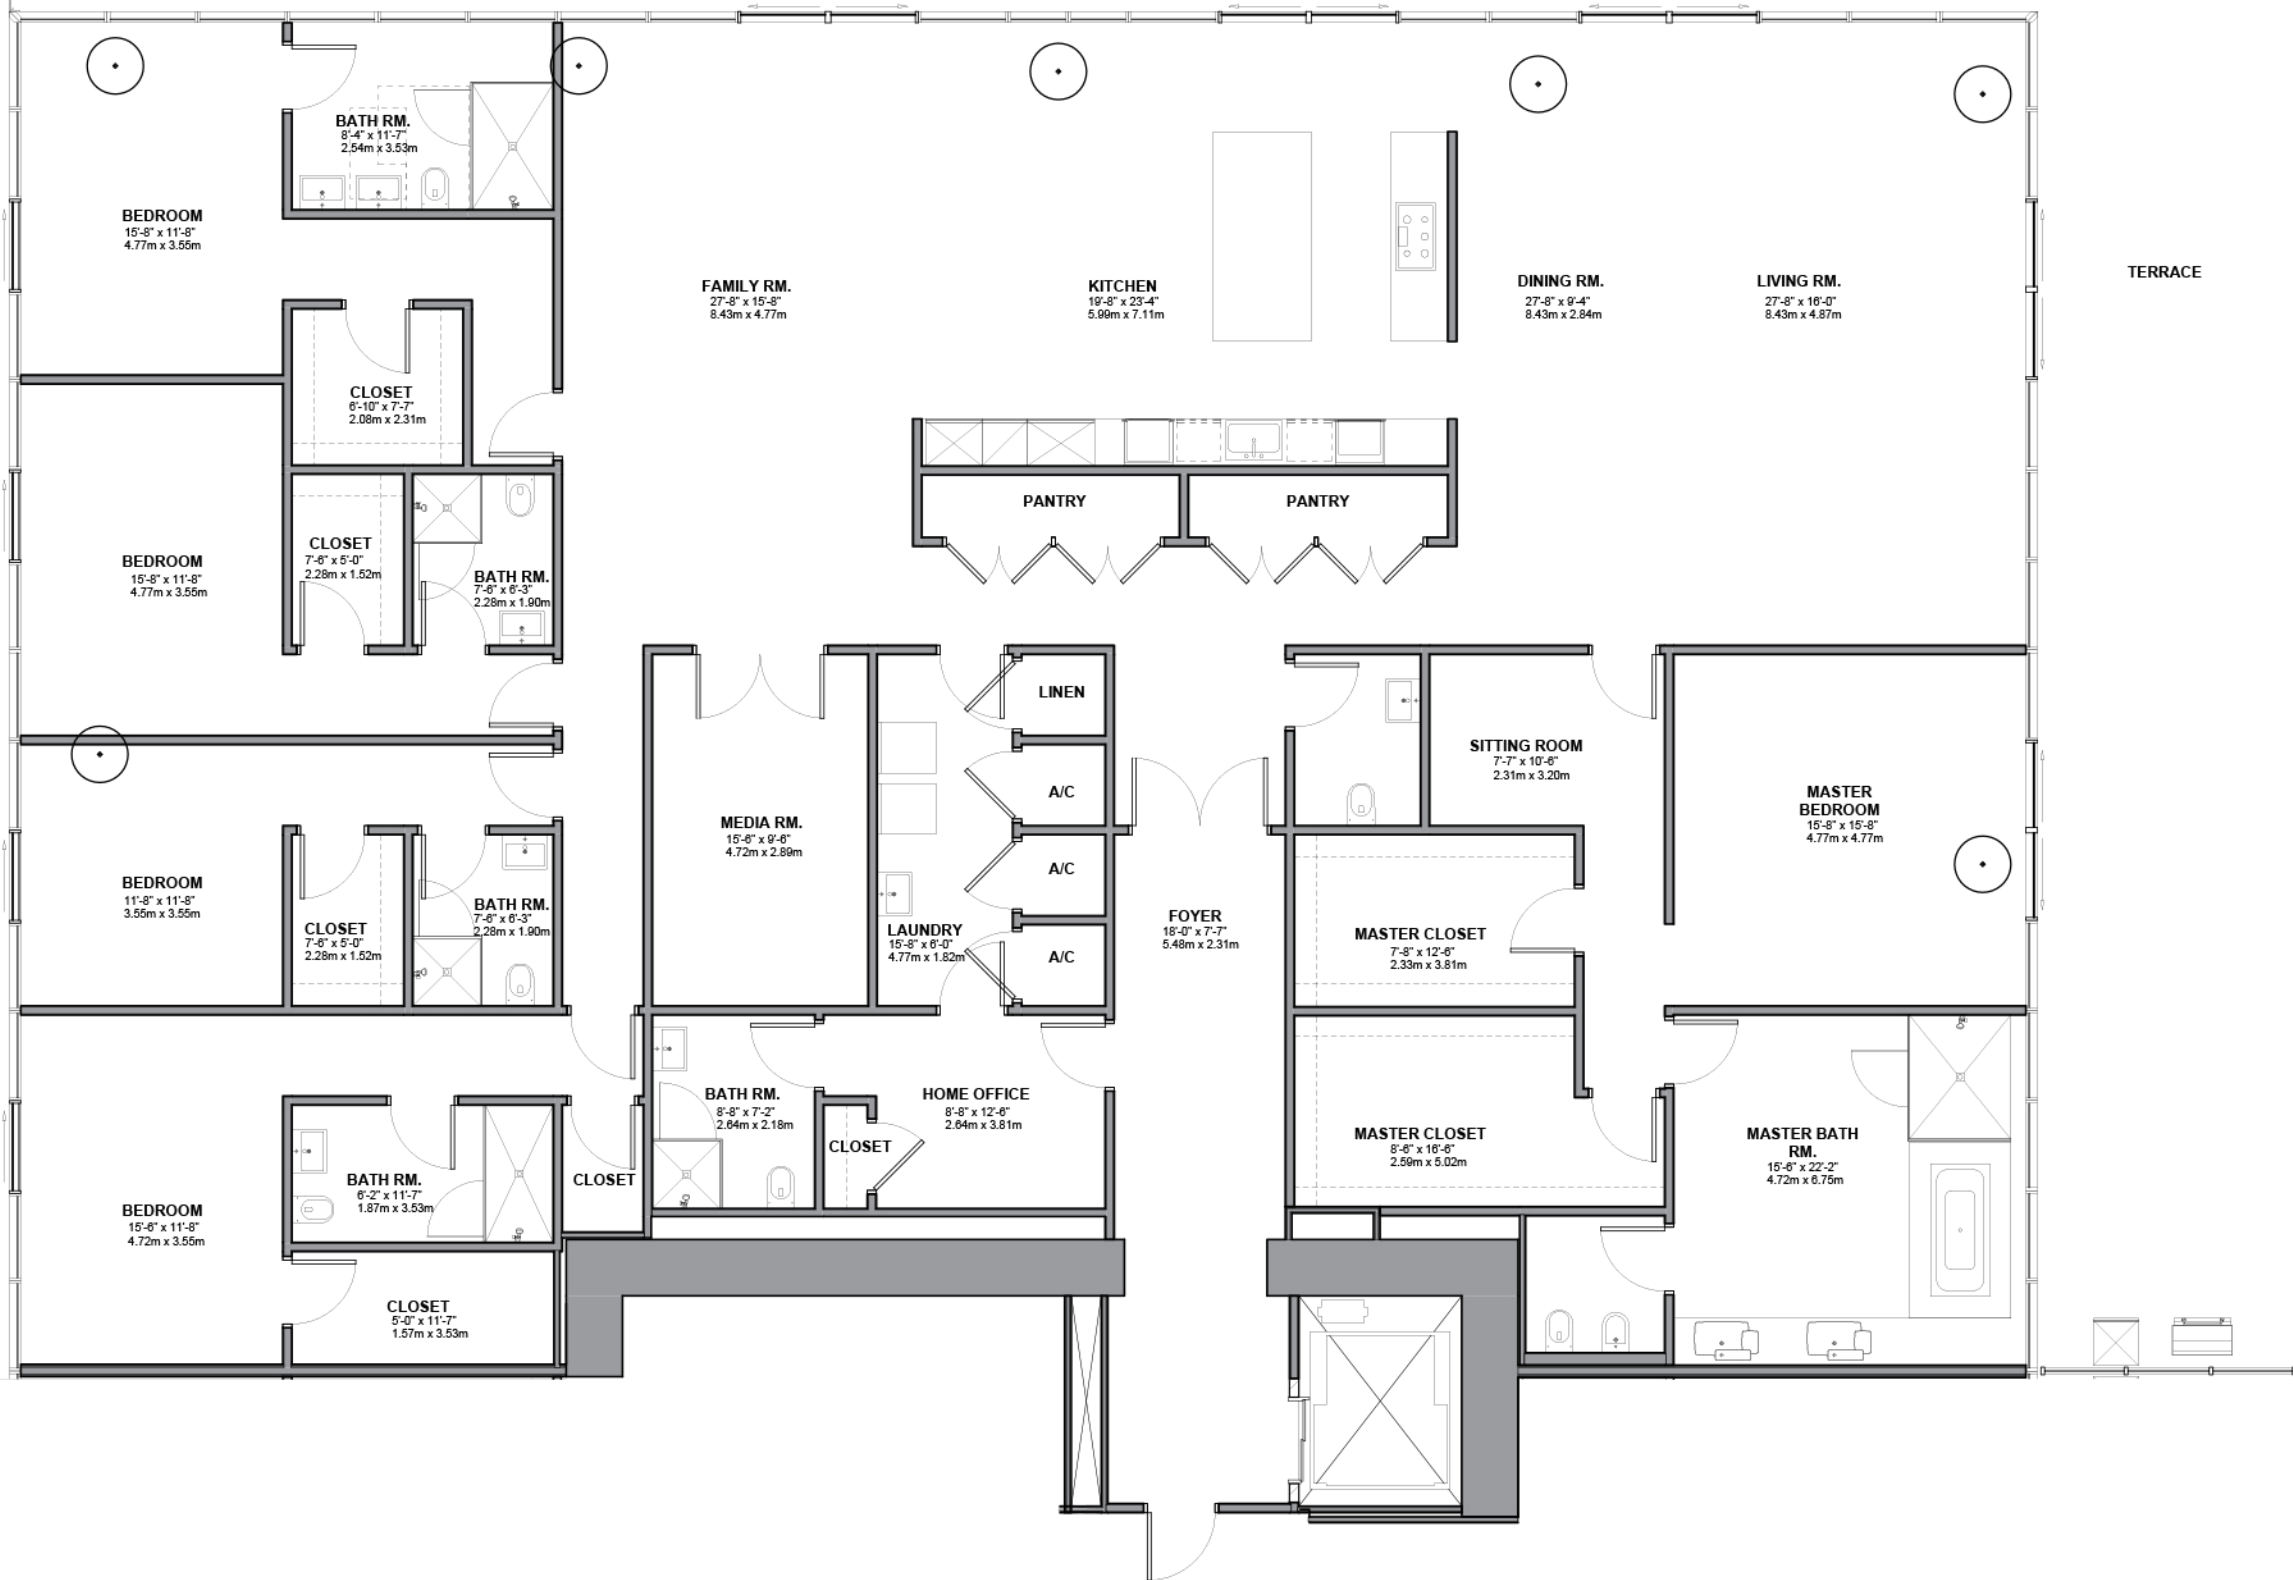 BATH RM.
8'-4" x 11'-7"
2.54m x 3.53m
BEDROOM
15'-8" x 11'-8"
4.77m x 3.55m
FAMILY RM.
27'-8" x 15'-8"
8.43m x 4.77m
KITCHEN
19'-8" x 23'-4"
5.99m x 7.11m
DINING RM.
27'-8" x 9'-4"
8.43m x 2.84m
LIVING RM.
27'-8" x 16'-0"
8.43m x 4.87m
TERRACE
CLOSET
6'-10" x 7'-7"
2.08m x 2.31m
PANTRY
PANTRY
BEDROOM
15'-8" x 11'-8"
4.77m x 3.55m
CLOSET
7'-6" x 5'-0"
2.28m x 1.52m
BATH RM.
7'-6" x 6'-3"
2.28m x 1.90m
LINEN
A/C
A/C
A/C
SITTING ROOM
7'-7" x 10'-6"
2.31m x 3.20m
MASTER
BEDROOM
15'-8" x 15'-8"
4.77m x 4.77m
MEDIA RM.
15'-6" x 9'-6"
4.72m x 2.89m
BEDROOM
11'-8" x 11'-8"
3.55m x 3.55m
CLOSET
7'-6" x 5'-0"
2.28m x 1.52m
BATH RM.
7'-6" x 6'-3"
2.28m x 1.90m
LAUNDRY
15'-8" x 6'-0"
4.77m x 1.82m
FOYER
18'-0" x 7'-7"
5.48m x 2.31m
MASTER CLOSET
7'-8" x 12'-6"
2.33m x 3.81m
BATH RM.
8'-8" x 7'-2"
2.64m x 2.18m
HOME OFFICE
8'-8" x 12'-6"
2.64m x 3.81m
CLOSET
MASTER CLOSET
8'-6" x 16'-6"
2.59m x 5.02m
MASTER BATH
RM.
15'-6" x 22'-2"
4.72m x 6.75m
BATH RM.
6'-2" x 11'-7"
1.87m x 3.53m
CLOSET
BEDROOM
15'-6" x 11'-8"
4.72m x 3.55m
CLOSET
5'-0" x 11'-7"
1.57m x 3.53m